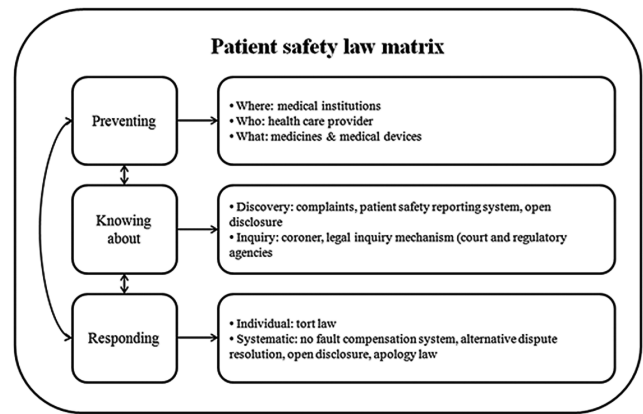 Patient safety law matrix
Preventing
• Where: medical institutions
• Who: health care provider
• What: medicines & medical devices
Knowing
about
• Discovery: complaints, patient safety reporting system, open
disclosure
• Inquiry: coroner, legal inquiry mechanism (court and regulatory
agencies
Responding
• Individual: tort law
• Systematic: no fault compensation system, alternative dispute
resolution, open disclosure, apology law